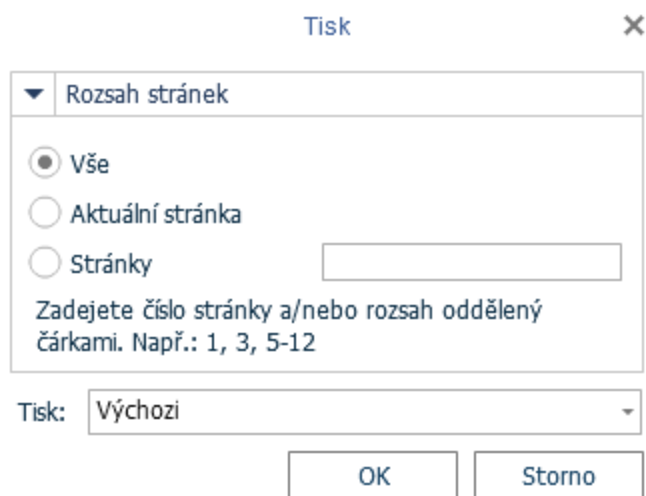 Tisk
Rozsah stránek
Vše
Aktuální stránka
Stránky
Zadejete číslo stránky a/nebo rozsah oddělený
čárkami. Např.: 1, 3, 5-12
Tisk: Výchozi
OK Storno